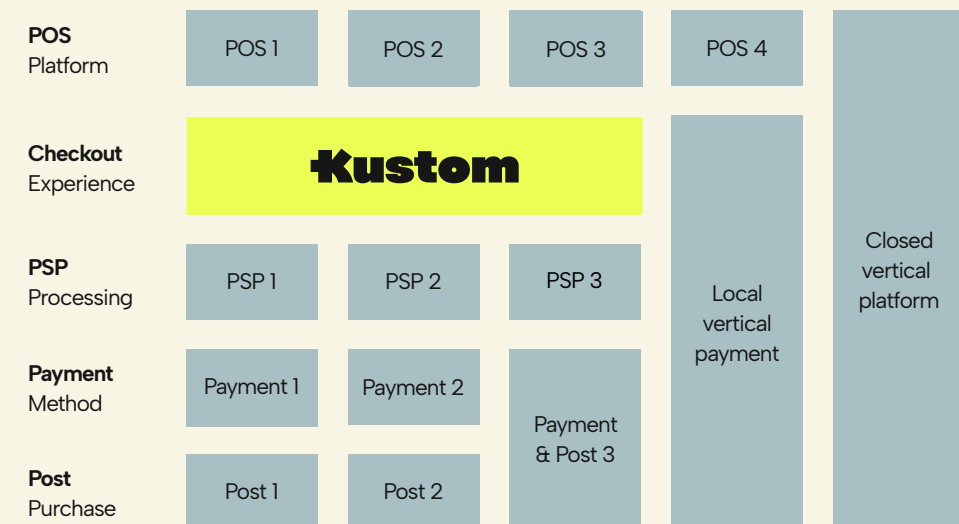 POS
Platform
POS 1
POS 2
POS 3
POS 4
Checkout
Experience
Kustom
PSP
Processing
PSP 1
PSP 2
PSP 3
Payment
Method
Payment 1
Payment 2
Payment
& Post 3
Post
Purchase
Post 1
Post 2
Local
vertical
payment
Closed
vertical
platform